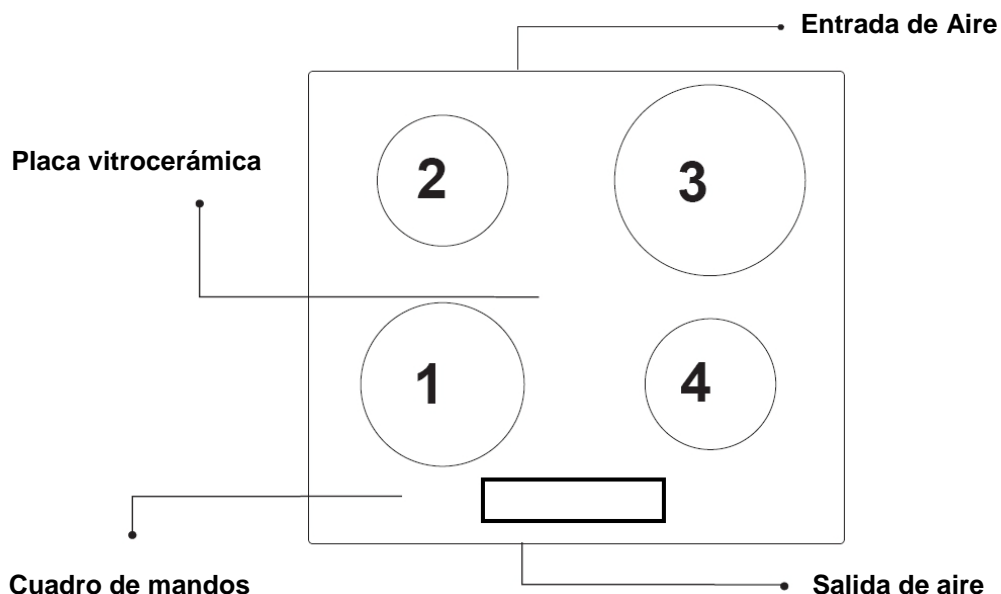 Entrada de Aire
Placa vitrocerámica
2
3
1
4
Cuadro de mandos
Salida de aire